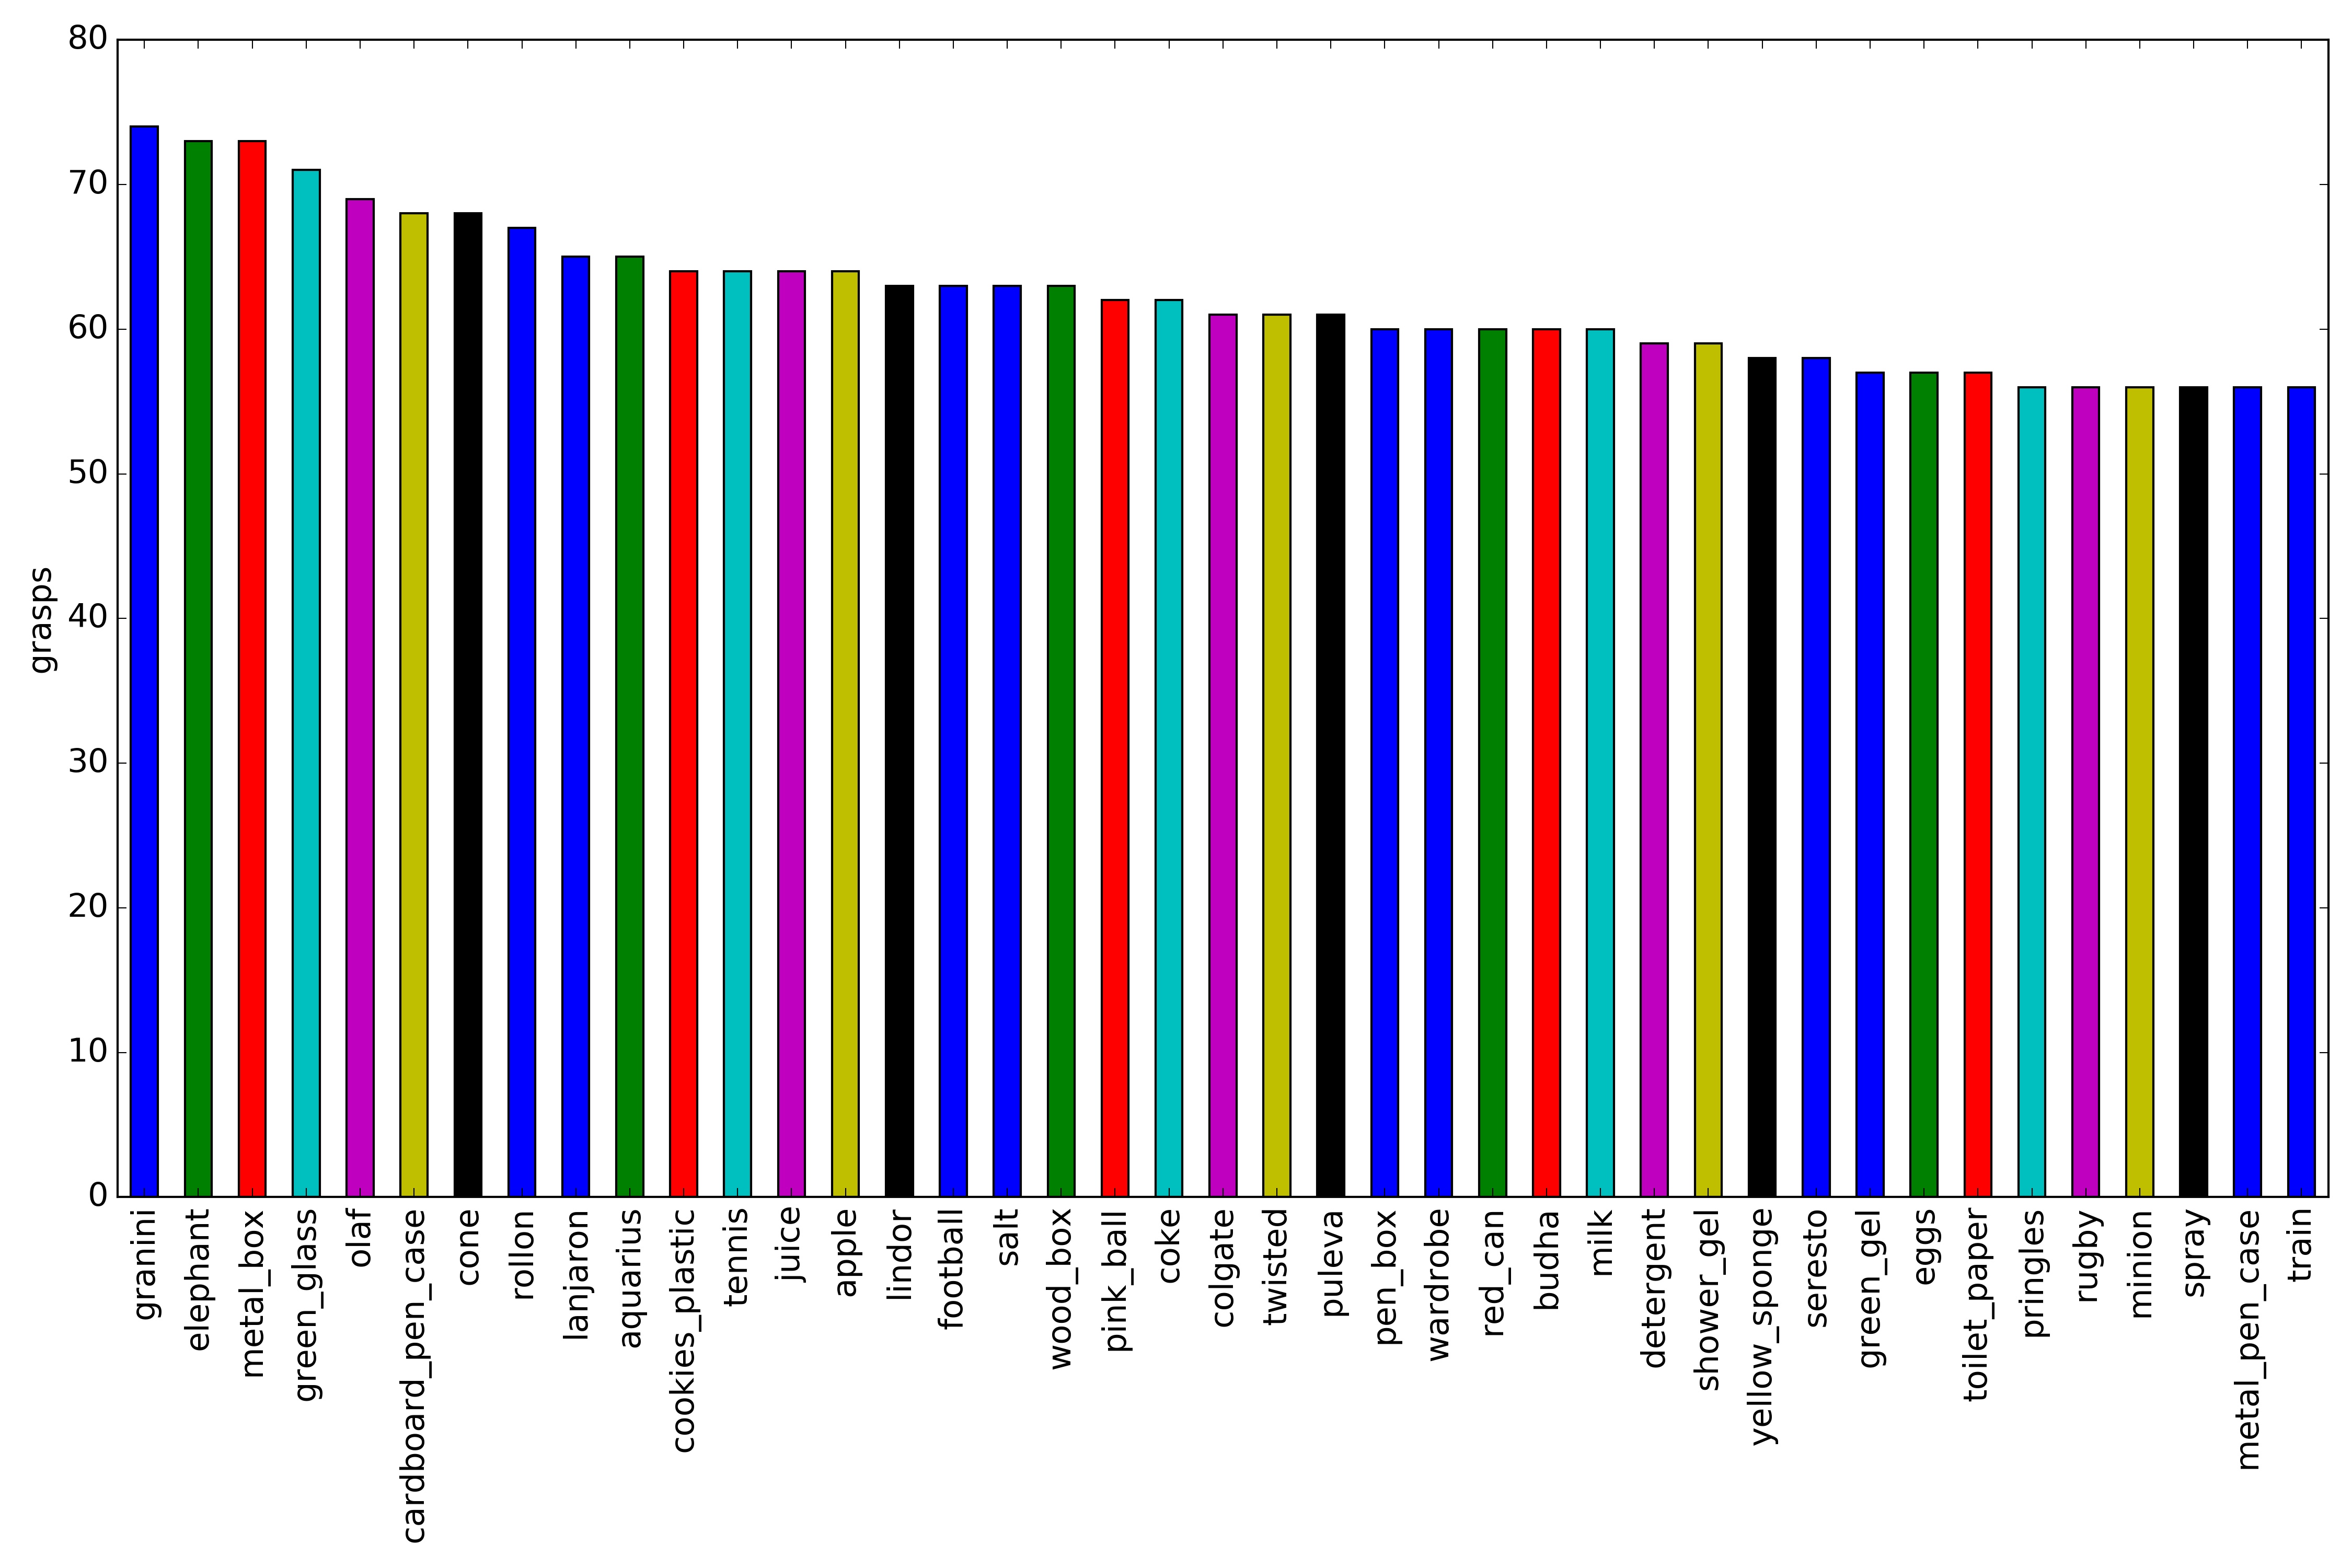 80
70
60
50
40
30
20
10
0
grasps
granini
elephant
metal_box
green_glass
olaf
cardboard_pen_case
cone
rollon
lanjaron
aquarius
cookies_plastic
tennis
juice
apple
lindor
football
salt
wood_box
pink_ball
coke
colgate
twisted
puleva
pen_box
wardrobe
red_can
budha
milk
detergent
shower_gel
yellow_sponge
seresto
green_gel
eggs
toilet_paper
pringles
rugby
minion
spray
metal_pen_case
train